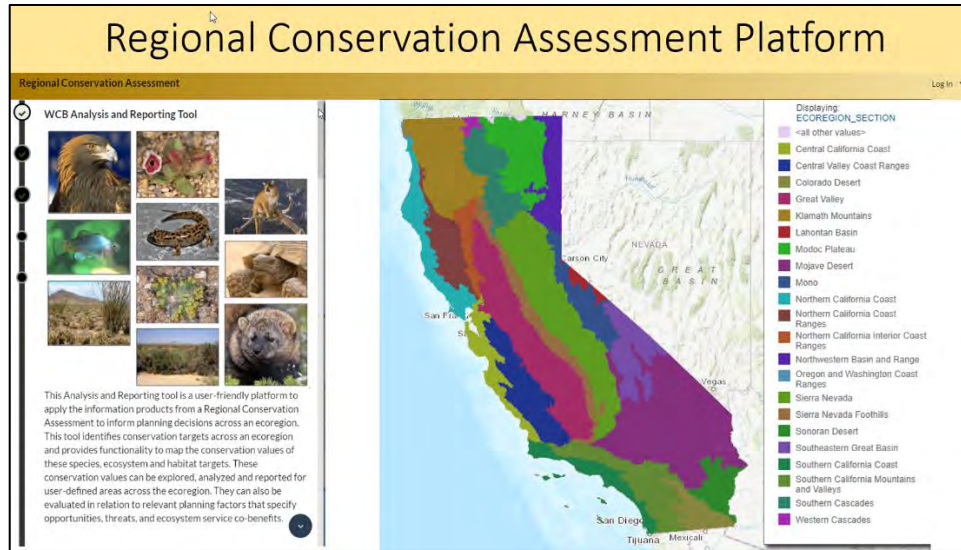 Regional Conservation Assessment Platform
Regional Conservation Assessment
Log In
WCB Analysis and Reporting Tool
This Analysis and Reporting tool is a user-friendly platform to
apply the information products from a Regional Conservation
Assessment to inform planning decisions across an ecoregion.
This tool identifies conservation targets across an ecoregion
and provides functionality to map the conservation values of
these species, ecosystem and habitat targets. These
conservation values can be explored, analyzed and reported for
user-defined areas across the ecoregion. They can also be
evaluated in relation to relevant planning factors that specify
opportunities, threats, and ecosystem service co-benefits.
HARNEY BASIN
Humboldt
NEVADA
Carson City
GREAT
BASIN
San Fra
Vegas
San Diego
Tijuana
Mexicali
Displaying:
ECOREGION_SECTION
<all other values>
Central California Coast
Central Valley Coast Ranges
Colorado Desert
Great Valley
Klamath Mountains
Lahontan Basin
Modoc Plateau
Mojave Desert
Mono
Northern California Coast
Northern California Coast
Ranges
Northern California Interior Coast
Ranges
Northwestern Basin and Range
Oregon and Washington Coast
Ranges
Sierra Nevada
Sierra Nevada Foothills
Sonoran Desert
Southeastern Great Basin
Southern California Coast
Southern California Mountains
and Valleys
Southern Cascades
Western Cascades